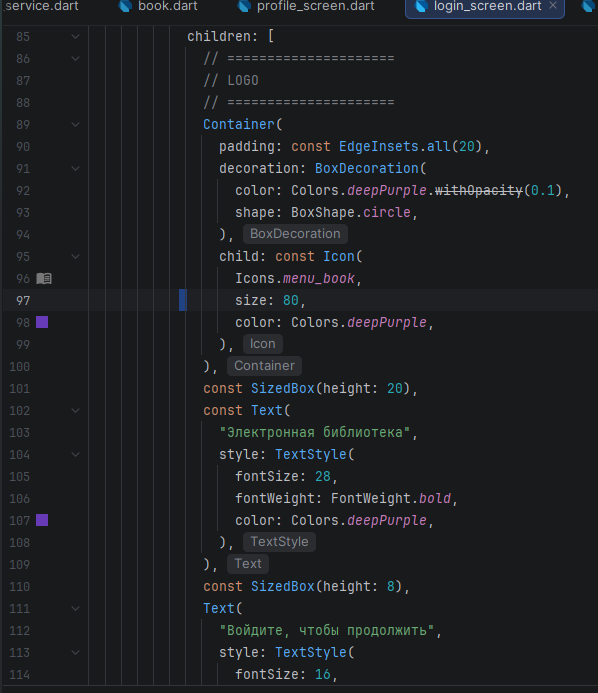 service.dart book.dart profile_screen.dart login_screen.dart ×
85 children: [
86 // =====================
87 // LOGO
88 // =====================
89 Container(
90 padding: const EdgeInsets.all(20),
91 decoration: BoxDecoration(
92 color: Colors.deepPurple.withOpacity(0.1),
93 shape: BoxShape.circle,
94 ), BoxDecoration
95 child: const Icon(
96 Icons.menu_book,
97 size: 80,
98 color: Colors.deepPurple,
99 ), Icon
100 ), Container
101 const SizedBox(height: 20),
102 const Text(
103 "Электронная библиотека",
104 style: TextStyle(
105 fontSize: 28,
106 fontWeight: FontWeight.bold,
107 color: Colors.deepPurple,
108 ), TextStyle
109 ), Text
110 const SizedBox(height: 8),
111 Text(
112 "Войдите, чтобы продолжить",
113 style: TextStyle(
114 fontSize: 16,